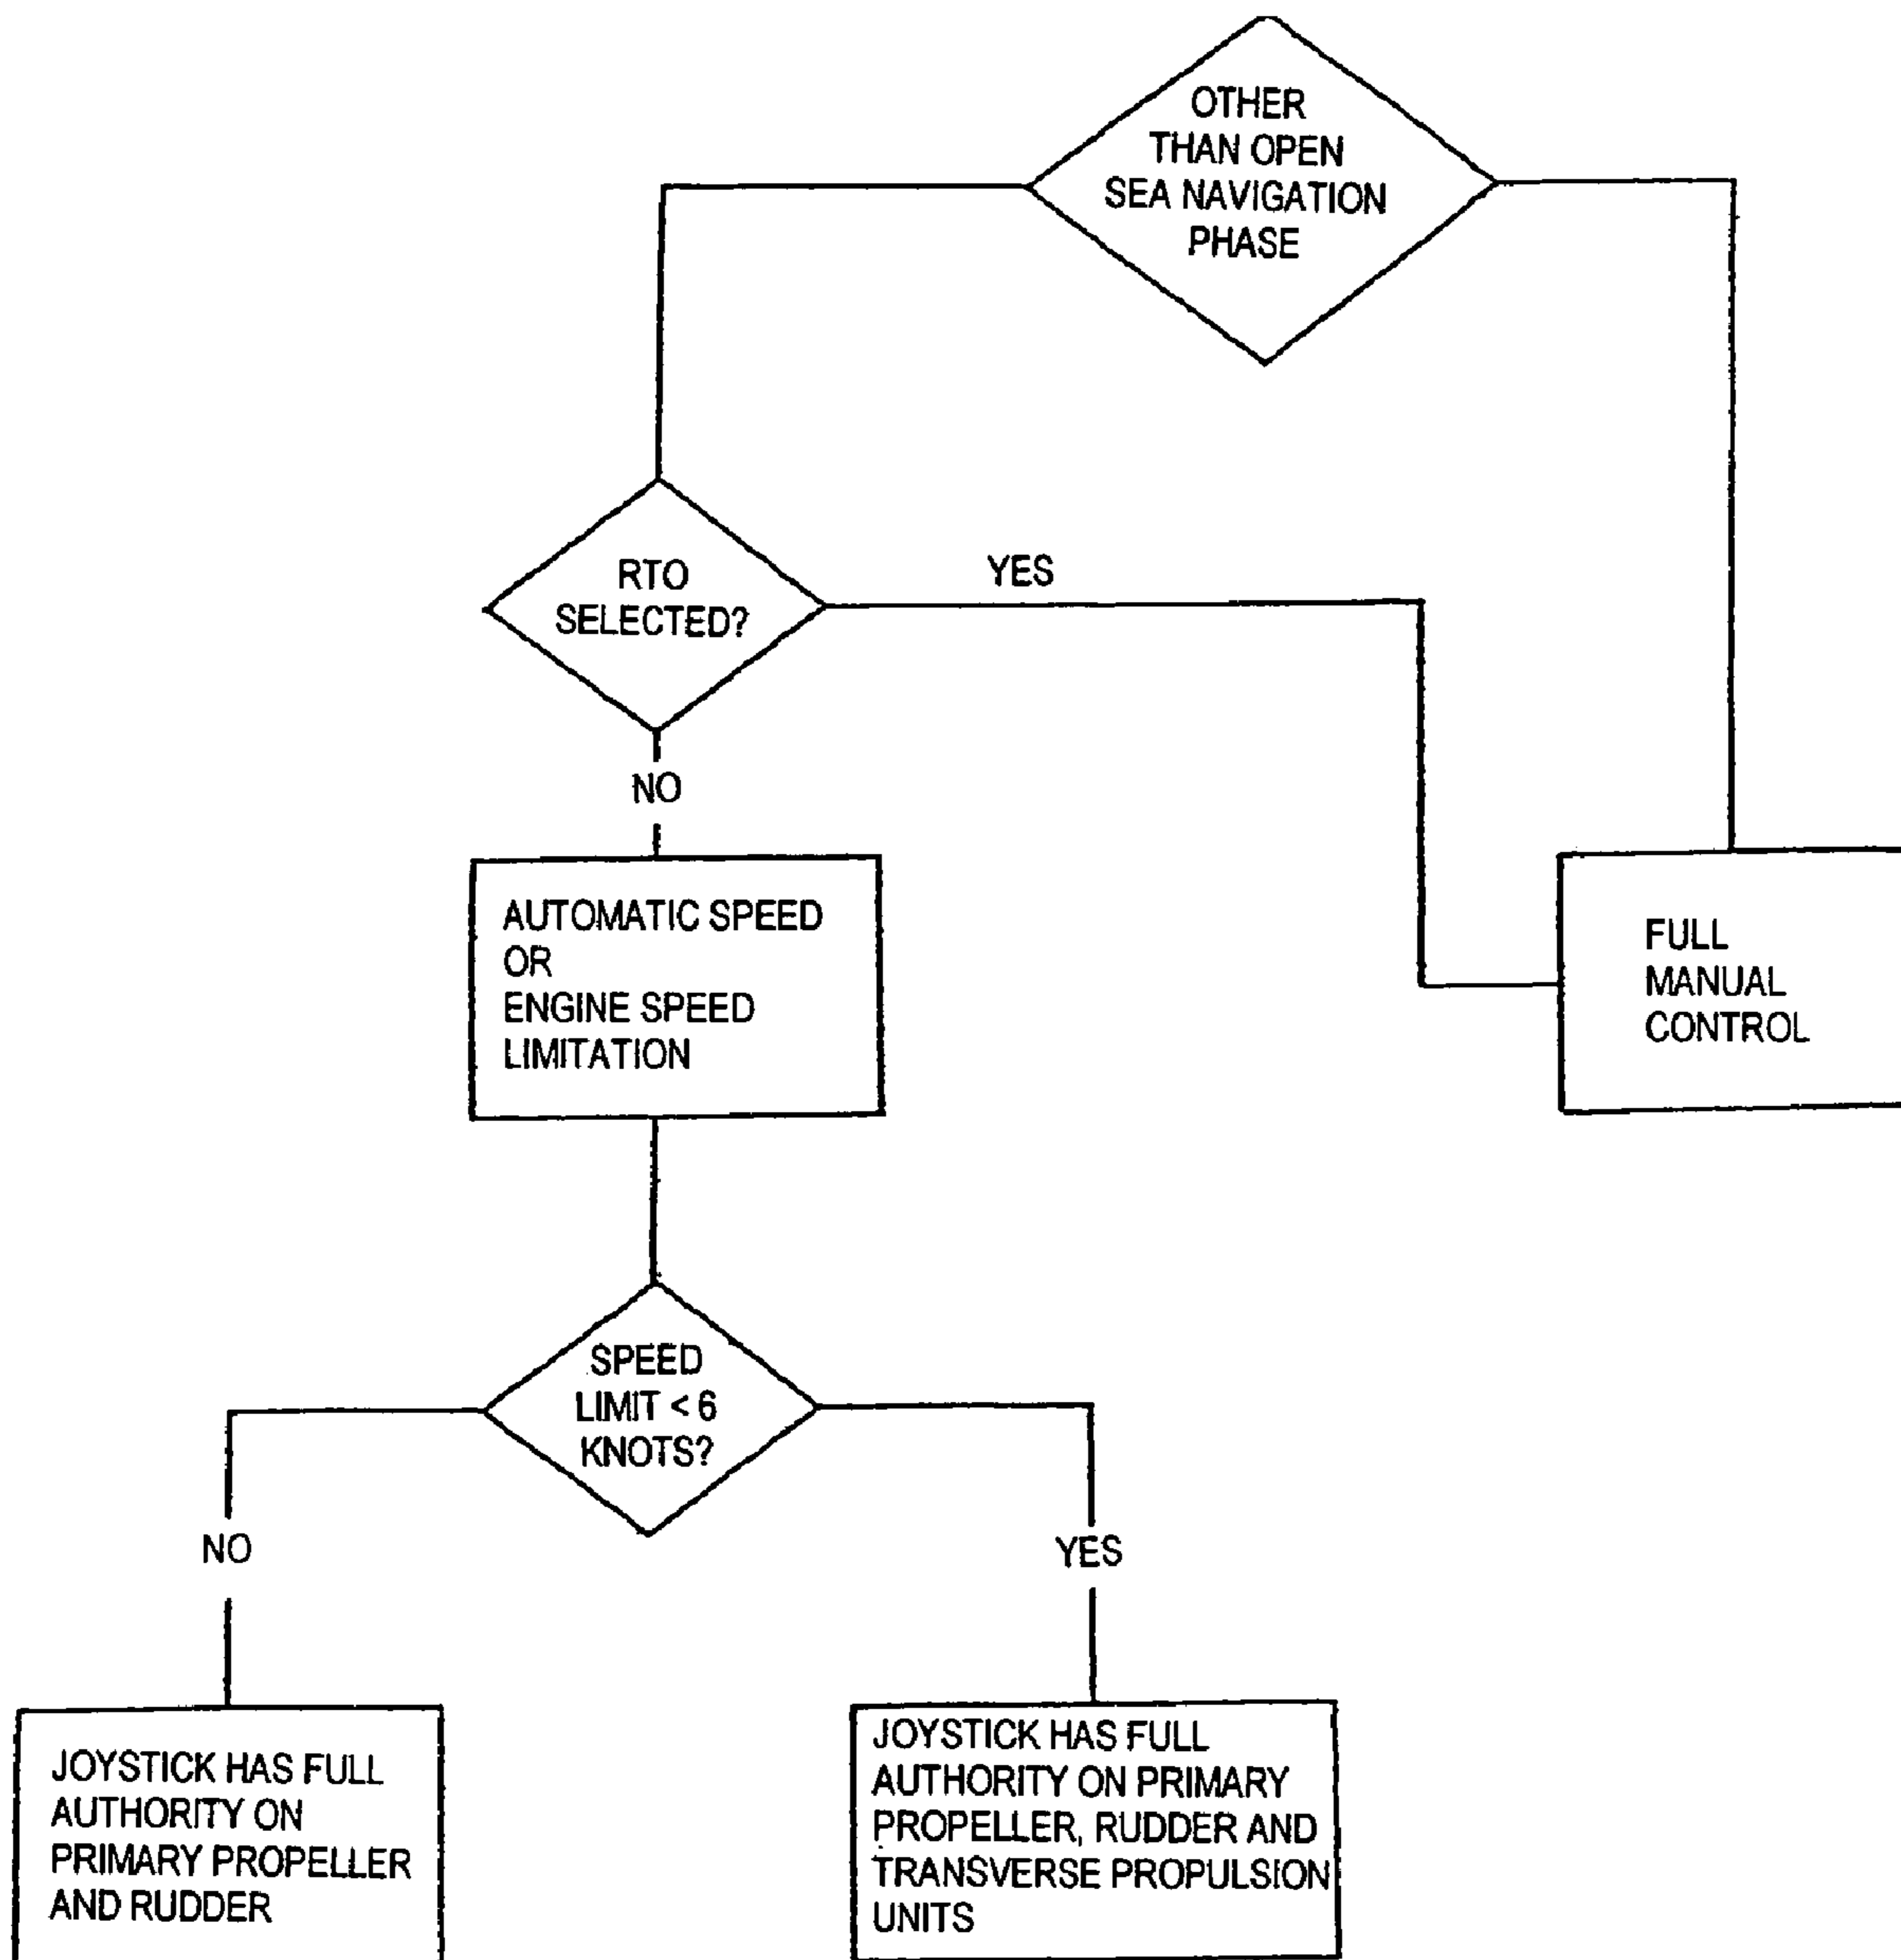 OTHER
THAN OPEN
SEA NAVIGATION
PHASE
RTO
SELECTED?
YES
NO
AUTOMATIC SPEED
OR
ENGINE SPEED
LIMITATION
FULL
MANUAL
CONTROL
SPEED
LIMIT < 6
KNOTS?
NO
YES
JOYSTICK HAS FULL
AUTHORITY ON
PRIMARY PROPELLER
AND RUDDER
JOYSTICK HAS FULL
AUTHORITY ON PRIMARY
PROPELLER, RUDDER AND
TRANSVERSE PROPULSION
UNITS